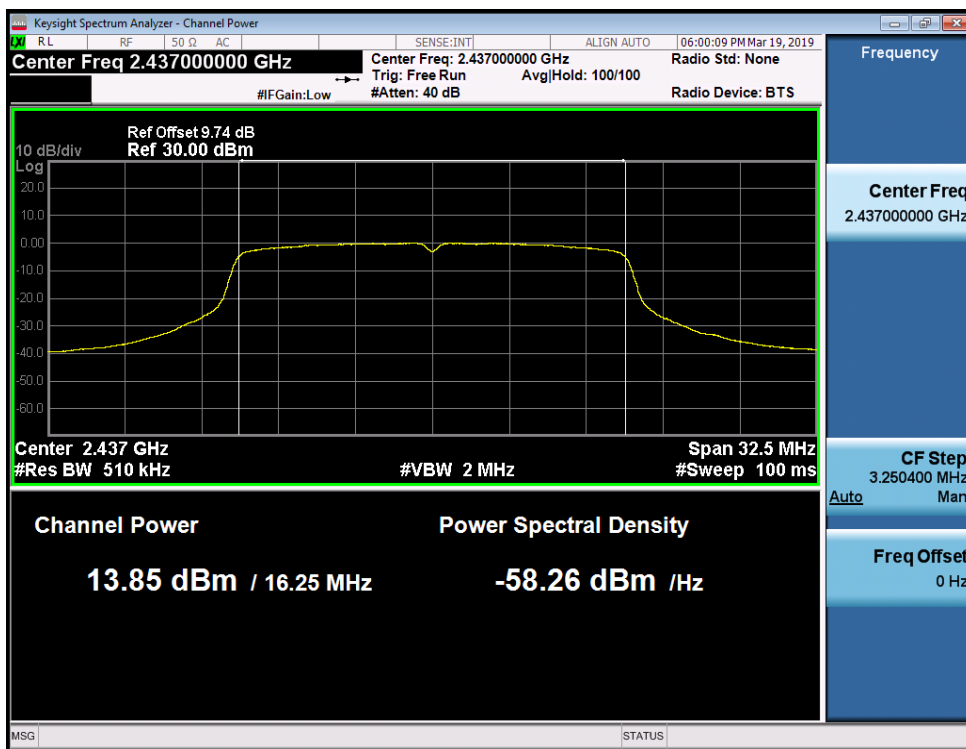 Keysight Spectrum Analyzer - Channel Power
LXI RL RF 50 Ω AC SENSE:INT ALIGN AUTO 06:00:09 PM Mar 19, 2019
Center Freq 2.437000000 GHz
Center Freq: 2.437000000 GHz
Radio Std: None
Trig: Free Run
Avg|Hold: 100/100
#IFGain:Low
#Atten: 40 dB
Radio Device: BTS
Ref Offset 9.74 dB
10 dB/div
Ref 30.00 dBm
Log
20.0
10.0
0.00
-10.0
-20.0
-30.0
-40.0
-50.0
-60.0
Center 2.437 GHz
Span 32.5 MHz
#Res BW 510 kHz
#VBW 2 MHz
#Sweep 100 ms
Channel Power
Power Spectral Density
13.85 dBm / 16.25 MHz
-58.26 dBm /Hz
MSG
STATUS
Frequency
Center Freq
2.437000000 GHz
CF Step
3.250400 MHz
Auto Man
Freq Offset
0 Hz